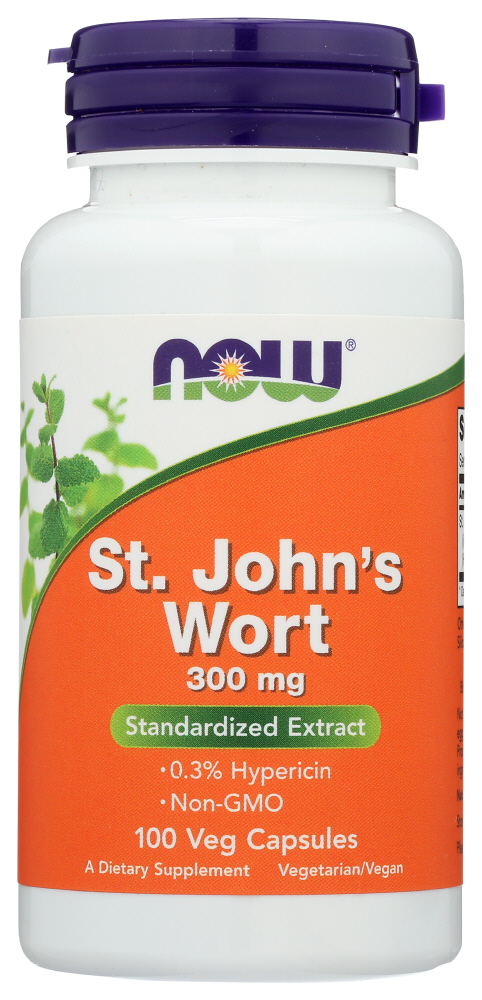 NOW®
St. John's
Wort
300 mg
Standardized Extract
•0.3% Hypericin
•Non-GMO
100 Veg Capsules
A Dietary Supplement Vegetarian/Vegan